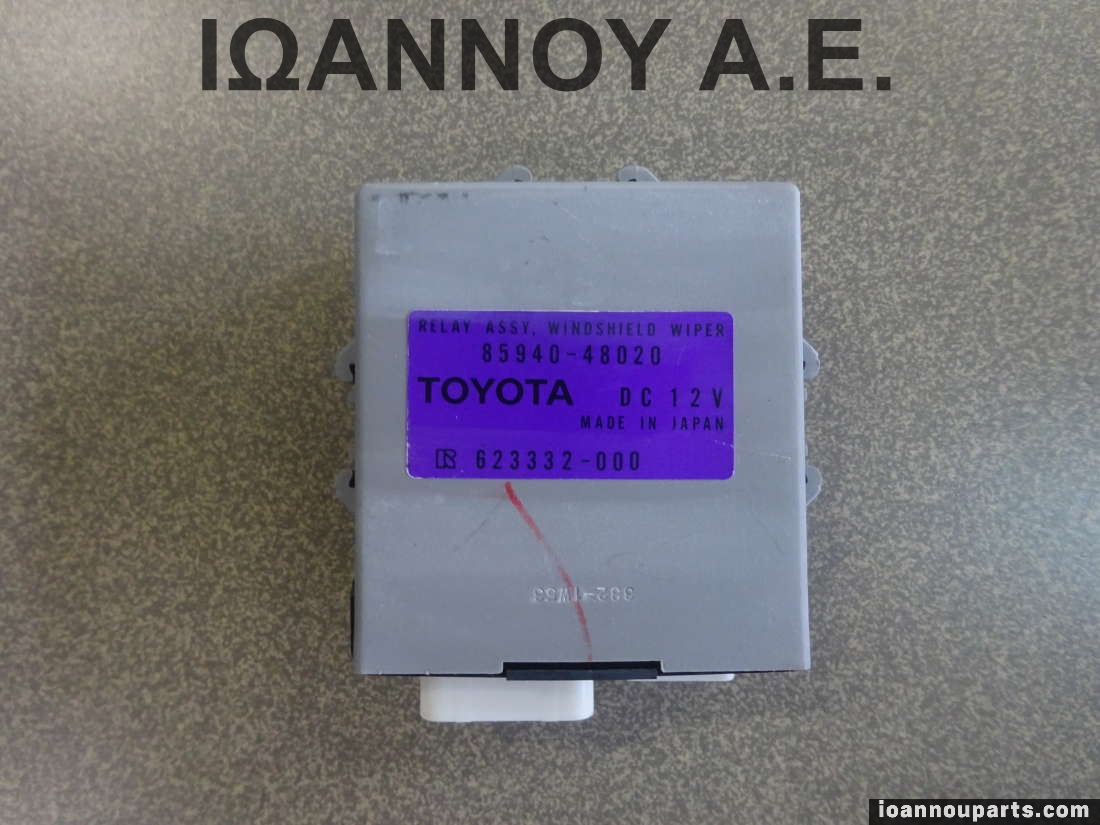 ΙΩΑΝΝΟΥ Α.Ε.
RELAY ASSY, WINDSHIELD WIPER
85940-48020
TOYOTA DC 12V
MADE IN JAPAN
623332-000
ioannouparts.com